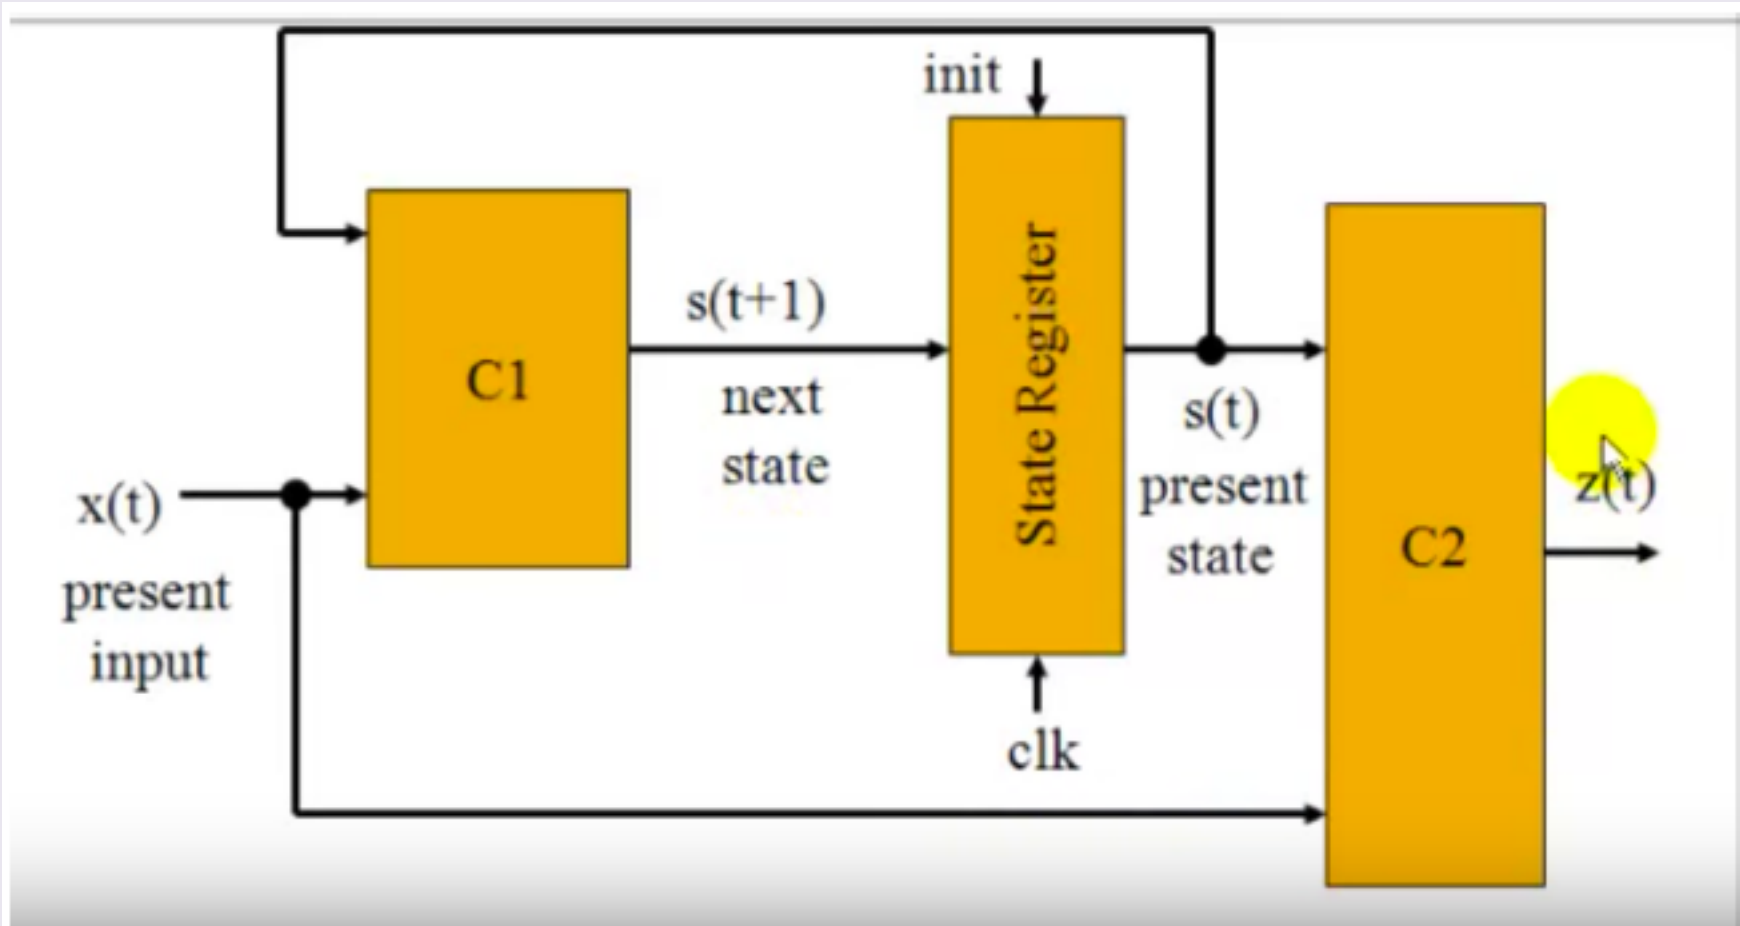 init
s(t+1)
C1
next
state
State Register
s(t)
present
state
x(t)
present
input
z(t)
C2
clk